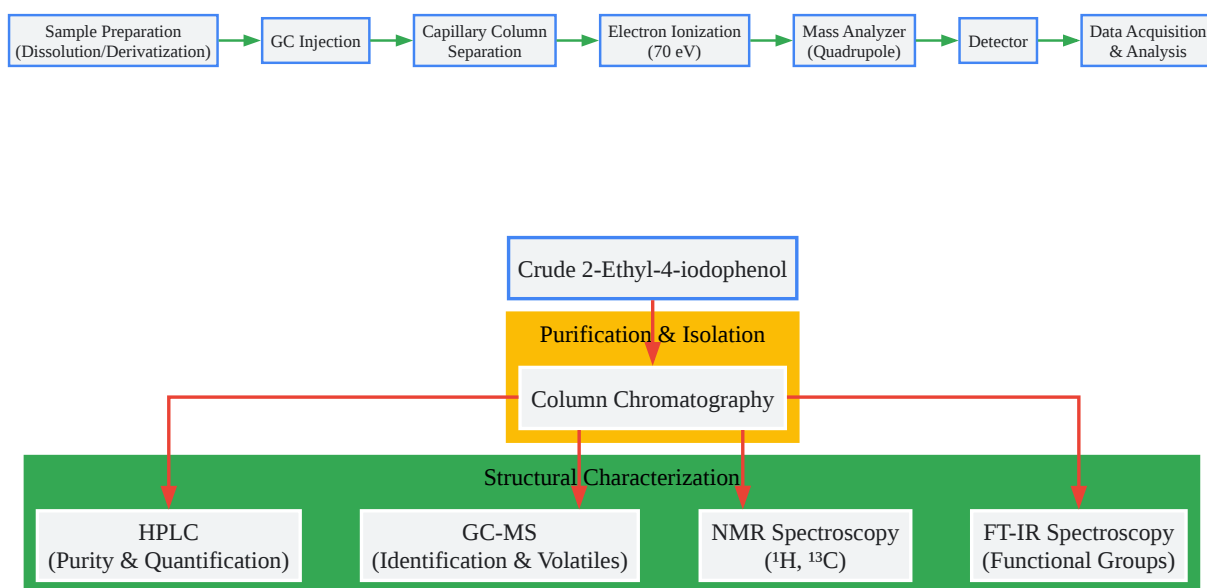 Sample Preparation
(Dissolution/Derivatization)
GC Injection
Capillary Column
Separation
Electron Ionization
(70 eV)
Mass Analyzer
(Quadrupole)
Detector
Data Acquisition
& Analysis
Crude 2-Ethyl-4-iodophenol
Purification & Isolation
Column Chromatography
Structural Characterization
HPLC
(Purity & Quantification)
GC-MS
(Identification & Volatiles)
NMR Spectroscopy
(¹H, ¹³C)
FT-IR Spectroscopy
(Functional Groups)